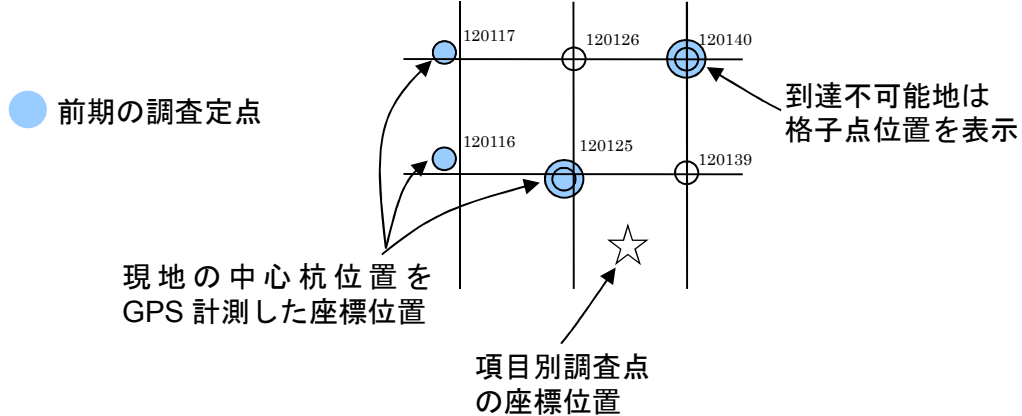 120117
120126
120140
前期の調査定点
到達不可能地は
格子点位置を表示
120116
120125
120139
現地の中心杭位置を
GPS 計測した座標位置
項目別調査点
の座標位置